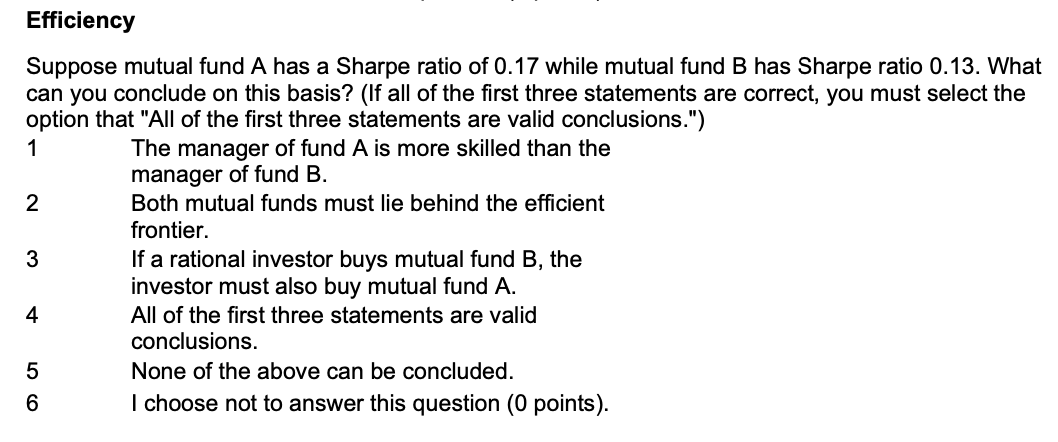 Efficiency
Suppose mutual fund A has a Sharpe ratio of 0.17 while mutual fund B has Sharpe ratio 0.13. What
can you conclude on this basis? (If all of the first three statements are correct, you must select the
option that "All of the first three statements are valid conclusions.")
1 The manager of fund A is more skilled than the
manager of fund B.
2 Both mutual funds must lie behind the efficient
frontier.
3 If a rational investor buys mutual fund B, the
investor must also buy mutual fund A.
4 All of the first three statements are valid
conclusions.
5 None of the above can be concluded.
6 I choose not to answer this question (0 points).